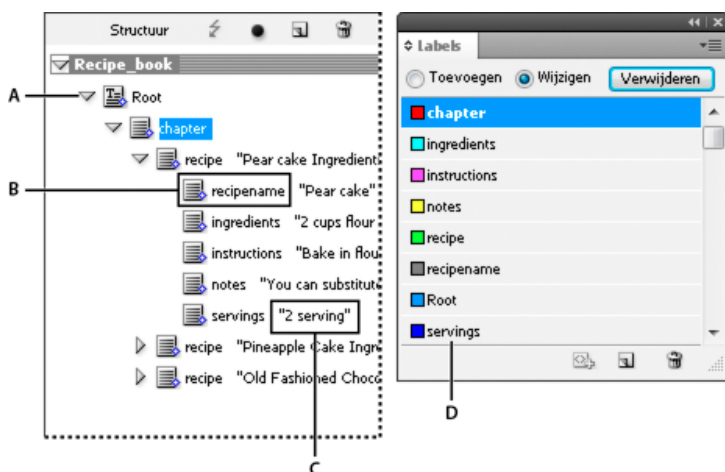 Structuur
Recipe_book
A
Root
chapter
recipe "Pear cake Ingredient
B
recipename "Pear cake"
ingredients "2 cups flour
instructions "Bake in flou
notes "You can substitute
servings "2 serving"
recipe "Pineapple Cake Ingre
recipe "Old Fashioned Choco
C
Labels
Toevoegen Wijzigen Verwijderen
chapter
ingredients
instructions
notes
recipe
recipename
Root
servings
D